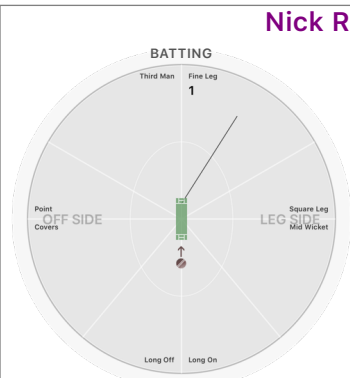 Nick R
BATTING
Third Man Fine Leg
1
Point Square Leg
OFF SIDE LEG SIDE
Covers Mid Wicket
Long Off Long On